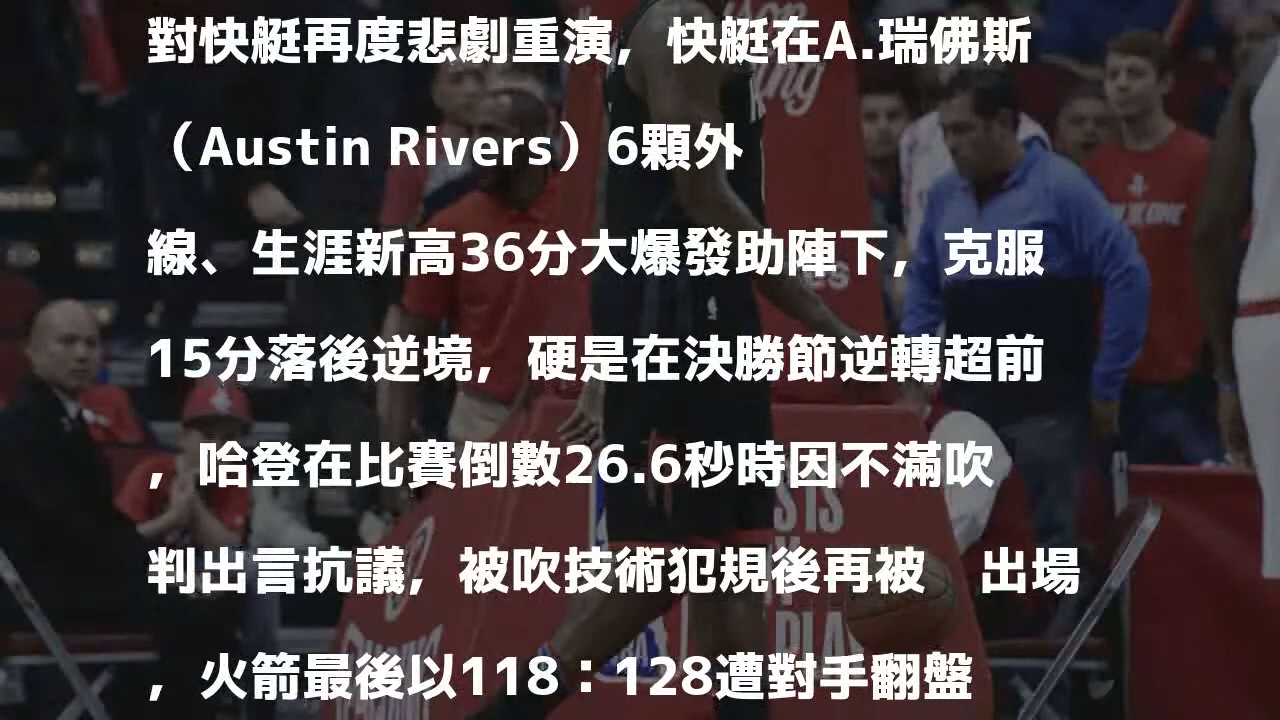 對快艇再度悲劇重演，快艇在A.瑞佛斯
（Austin Rivers）6顆外
線、生涯新高36分大爆發助陣下，克服
15分落後逆境，硬是在決勝節逆轉超前
，哈登在比賽倒數26.6秒時因不滿吹
判出言抗議，被吹技術犯規後再被　出場
，火箭最後以118：128遭對手翻盤